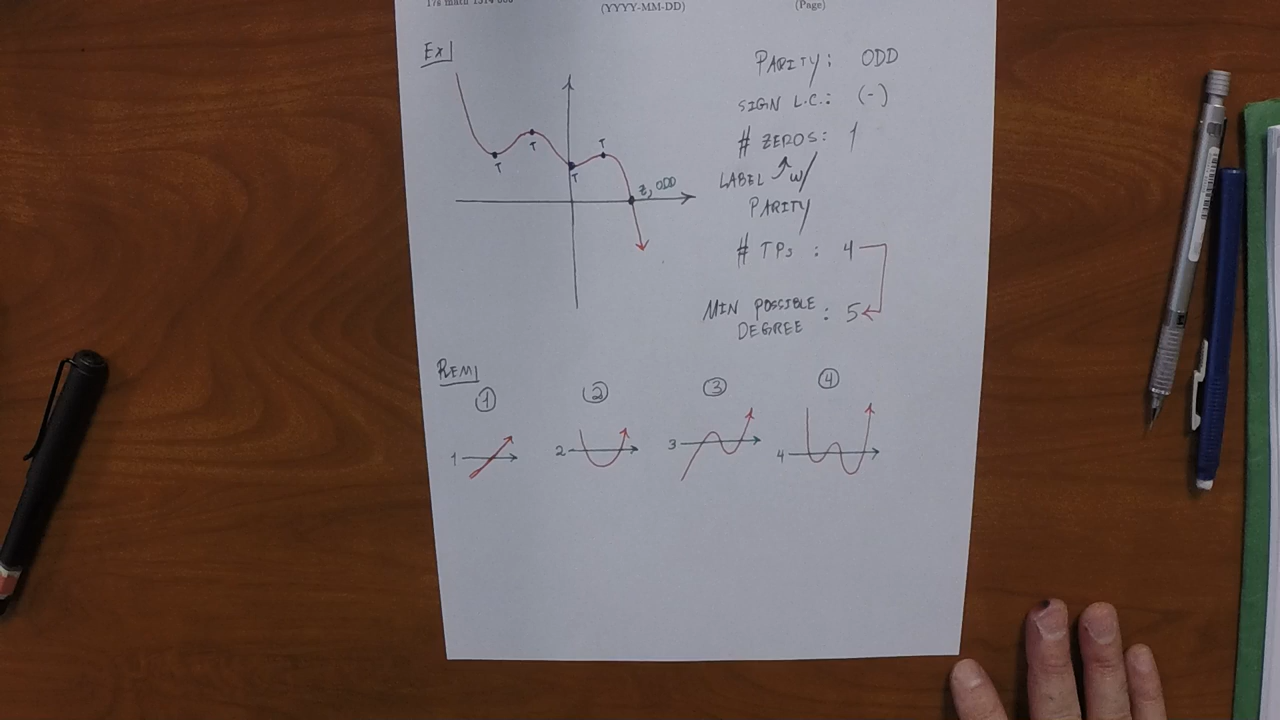 (YYYY-MM-DD)
(Page)
Ex|
T
T
T
T
Z, ODD
PARITY: ODD
SIGN L.C.: (-)
# ZEROS: 1
LABEL W/
PARITY
# TPs : 4
MIN POSSIBLE
DEGREE : 5
REM|
1 2 3 4
1 2 3 4